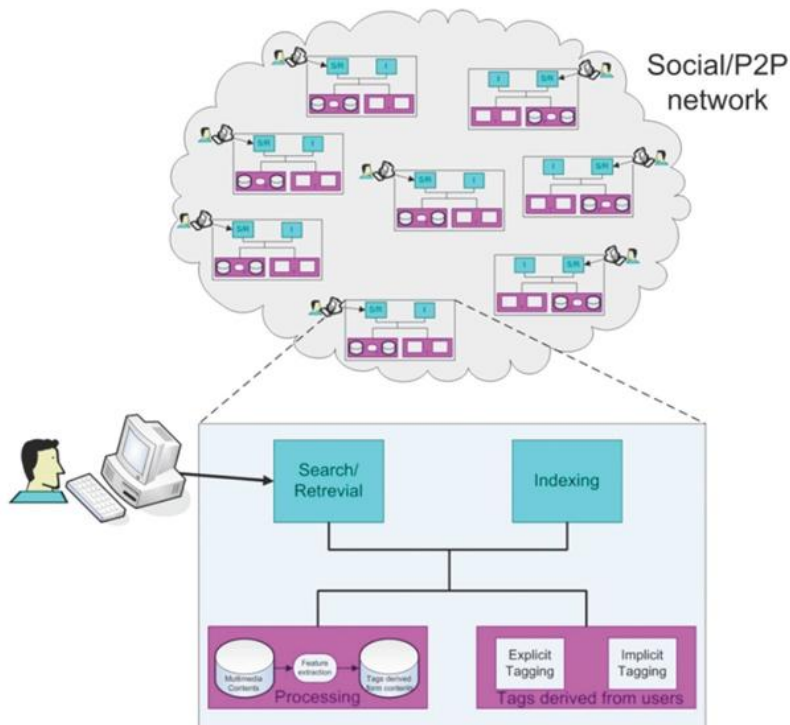 Social/P2P
network
S/R
I
I
S/R
S/R
I
S/R
I
I
S/R
S/R
I
I
S/R
S/R
I
Search/
Retrevial
Indexing
Multimedia
Contents
Feature
extraction
Tags derived
form contents
Processing
Explicit
Tagging
Implicit
Tagging
Tags derived from users